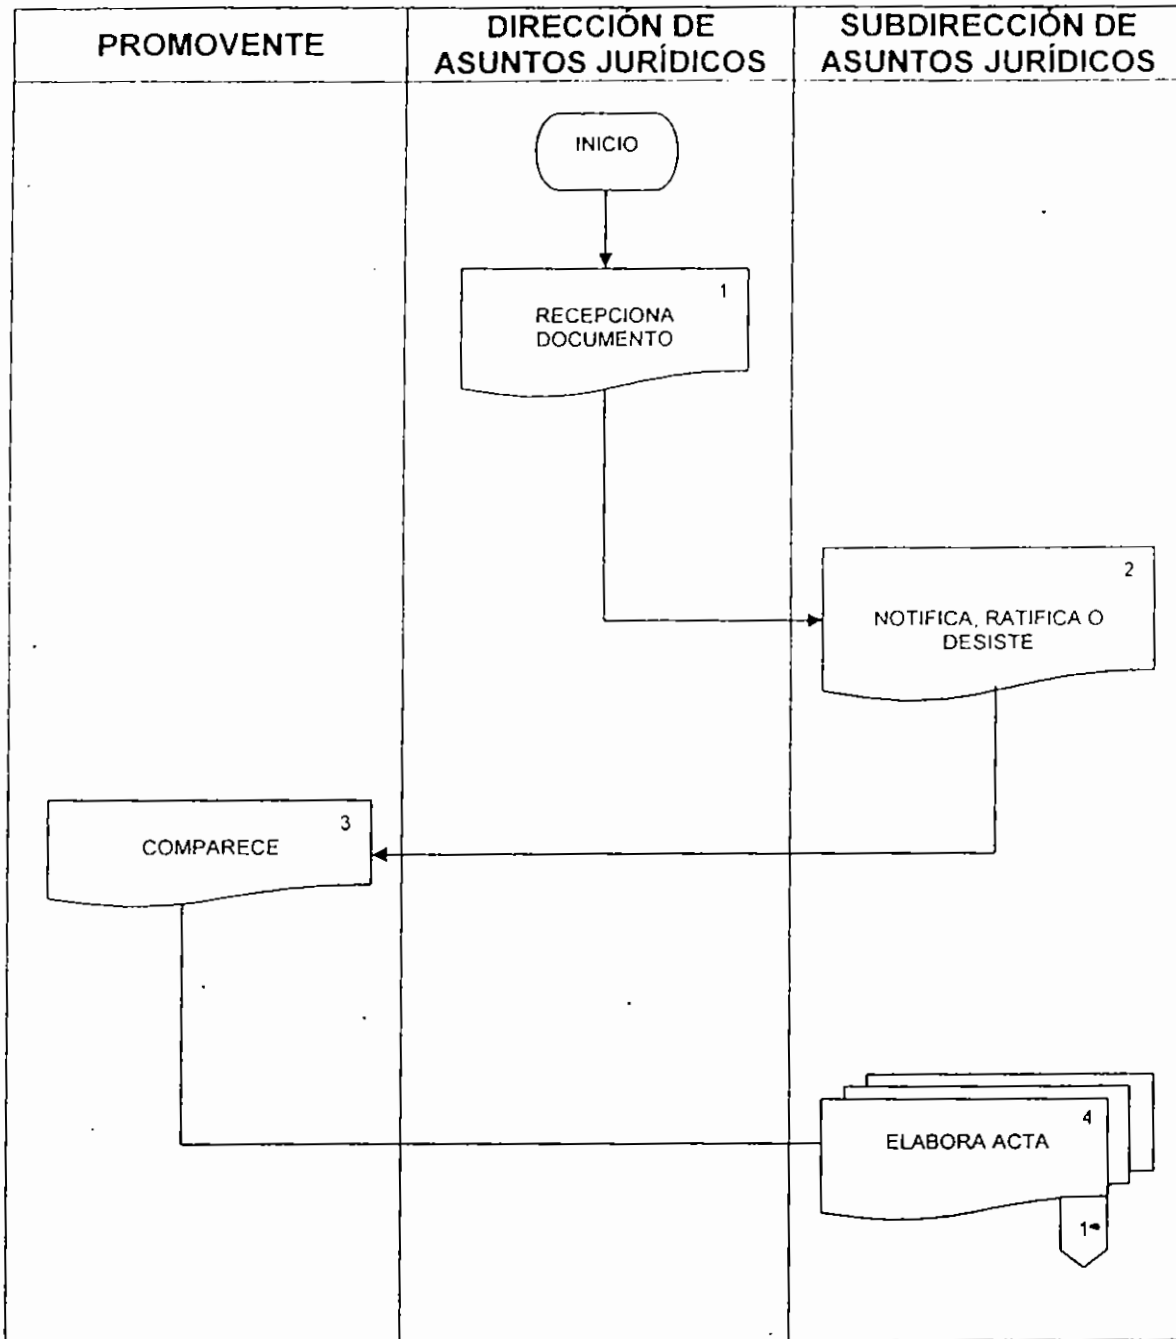 PROMOVENTE
DIRECCIÓN DE
ASUNTOS JURÍDICOS
SUBDIRECCIÓN DE
ASUNTOS JURÍDICOS
INICIO
1
RECEPCIONA
DOCUMENTO
2
NOTIFICA, RATIFICA O
DESISTE
3
COMPARECE
4
ELABORA ACTA
1